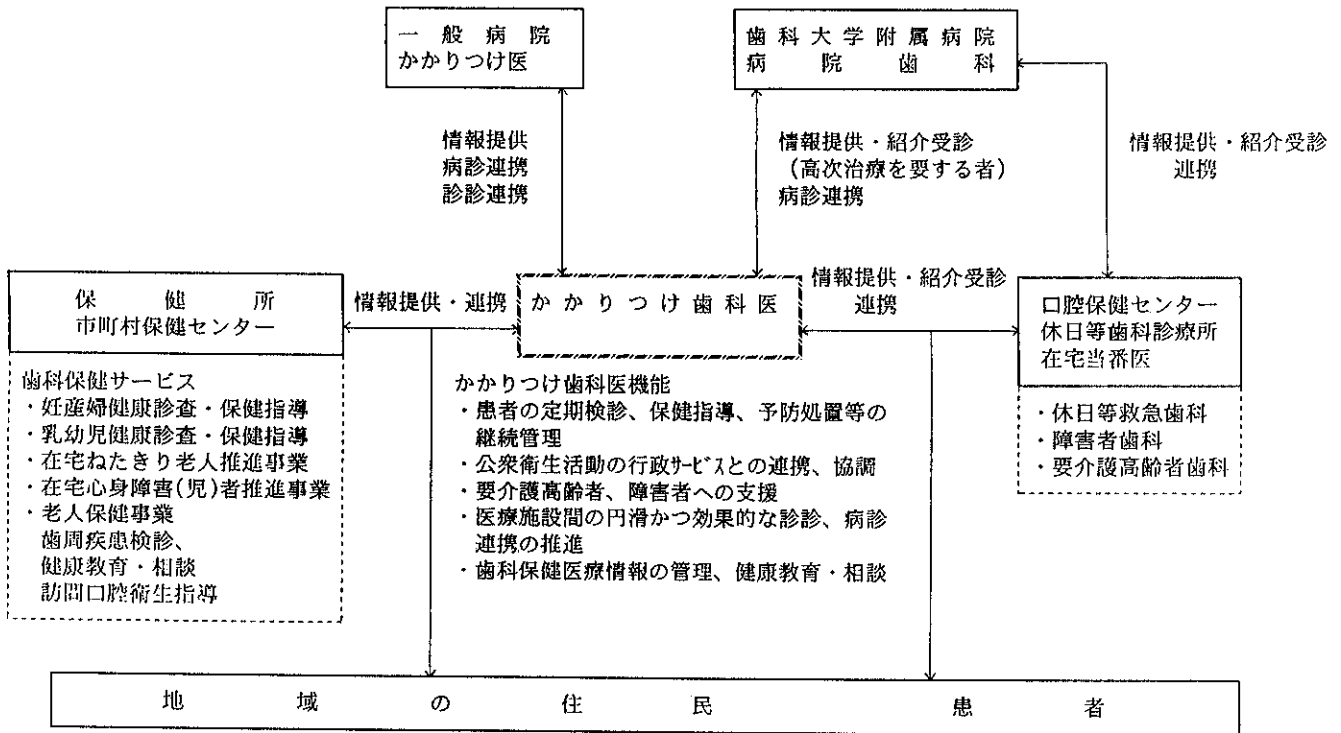 一般病院
かかりつけ医
歯科大学附属病院
病院歯科
情報提供
病診連携
診診連携
情報提供・紹介受診
(高次治療を要する者)
病診連携
情報提供・紹介受診
連携
保健所
市町村保健センター
情報提供・連携
かかりつけ歯科医
情報提供・紹介受診
連携
口腔保健センター
休日等歯科診療所
在宅当番医
歯科保健サービス
・妊産婦健康診査・保健指導
・乳幼児健康診査・保健指導
・在宅ねたきり老人推進事業
・在宅心身障害(児)者推進事業
・老人保健事業
歯周疾患検診、
健康教育・相談
訪問口腔衛生指導
かかりつけ歯科医機能
・患者の定期検診、保健指導、予防処置等の
継続管理
・公衆衛生活動の行政サービスとの連携、協調
・要介護高齢者、障害者への支援
・医療施設間の円滑かつ効果的な診診、病診
連携の推進
・歯科保健医療情報の管理、健康教育・相談
・休日等救急歯科
・障害者歯科
・要介護高齢者歯科
地域の住民 患者